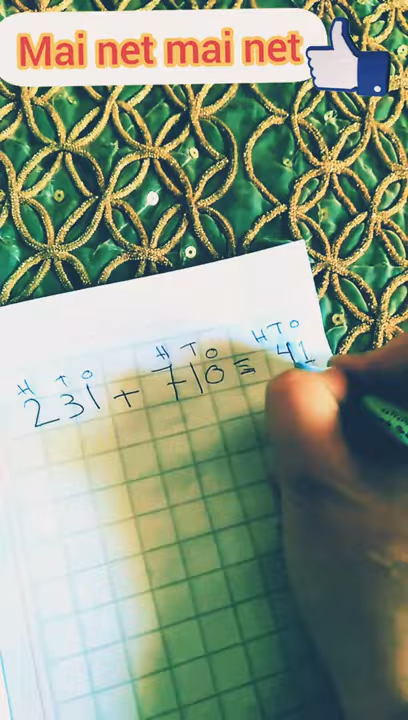 Mai net mai net
H T O H T O H T O
231 + 710 = 41